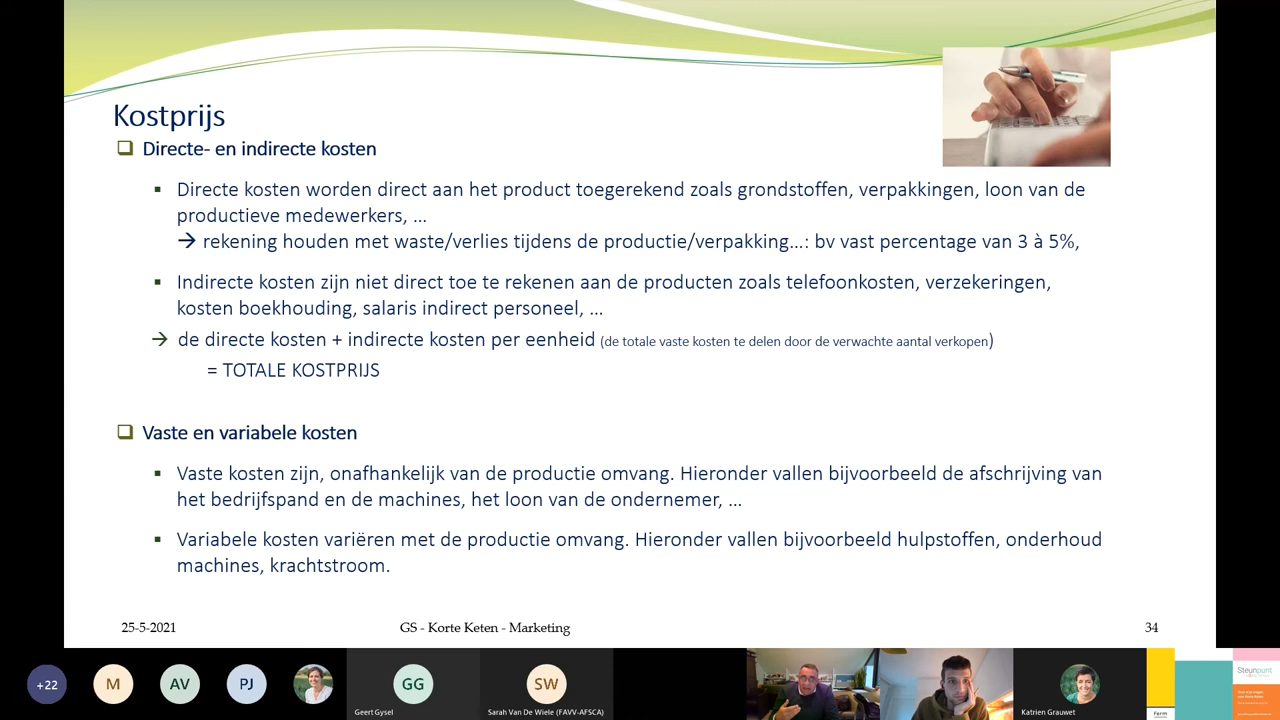 Kostprijs
❑ Directe- en indirecte kosten
▪ Directe kosten worden direct aan het product toegerekend zoals grondstoffen, verpakkingen, loon van de
productieve medewerkers, …
→ rekening houden met waste/verlies tijdens de productie/verpakking…: bv vast percentage van 3 à 5%,
▪ Indirecte kosten zijn niet direct toe te rekenen aan de producten zoals telefoonkosten, verzekeringen,
kosten boekhouding, salaris indirect personeel, …
→ de directe kosten + indirecte kosten per eenheid (de totale vaste kosten te delen door de verwachte aantal verkopen)
= TOTALE KOSTPRIJS
❑ Vaste en variabele kosten
▪ Vaste kosten zijn, onafhankelijk van de productie omvang. Hieronder vallen bijvoorbeeld de afschrijving van
het bedrijfspand en de machines, het loon van de ondernemer, …
▪ Variabele kosten variëren met de productie omvang. Hieronder vallen bijvoorbeeld hulpstoffen, onderhoud
machines, krachtstroom.
25-5-2021 GS - Korte Keten - Marketing 34
+22 M AV PJ GG SW
Geert Gysel Sarah Van De Wiele (FAVV-AFSCA) Katrien Grauwet
Ferm
Steunpunt